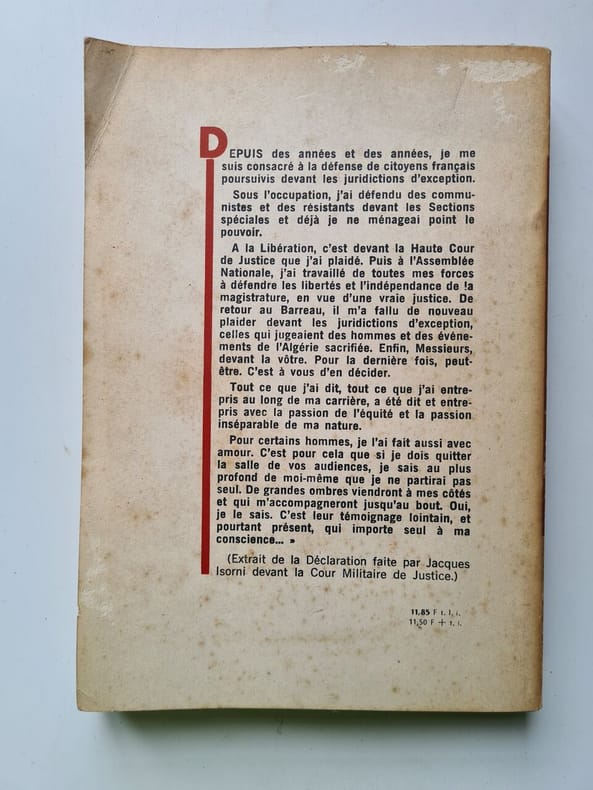 DEPUIS des années et des années, je me
suis consacré à la défense de citoyens français
poursuivis devant les juridictions d'exception.
Sous l'occupation, j'ai défendu des commu-
nistes et des résistants devant les Sections
spéciales et déjà je ne ménageai point le
pouvoir.
A la Libération, c'est devant la Haute Cour
de Justice que j'ai plaidé. Puis à l'Assemblée
Nationale, j'ai travaillé de toutes mes forces
à défendre les libertés et l'indépendance de la
magistrature, en vue d'une vraie justice. De
retour au Barreau, il m'a fallu de nouveau
plaider devant les juridictions d'exception,
celles qui jugeaient des hommes et des événe-
ments de l'Algérie sacrifiée. Enfin, Messieurs,
devant la vôtre. Pour la dernière fois, peut-
être. C'est à vous d'en décider.
Tout ce que j'ai dit, tout ce que j'ai entre-
pris au long de ma carrière, a été dit et entre-
pris avec la passion de l'équité et la passion
inséparable de ma nature.
Pour certains hommes, je l'ai fait aussi avec
amour. C'est pour cela que si je dois quitter
la salle de vos audiences, je sais au plus
profond de moi-même que je ne partirai pas
seul. De grandes ombres viendront à mes côtés
et qui m'accompagneront jusqu'au bout. Oui,
je le sais. C'est leur témoignage lointain, et
pourtant présent, qui importe seul à ma
conscience... »
(Extrait de la Déclaration faite par Jacques
Isorni devant la Cour Militaire de Justice.)
11,85 F t. l. i.
11,50 F + t. l.